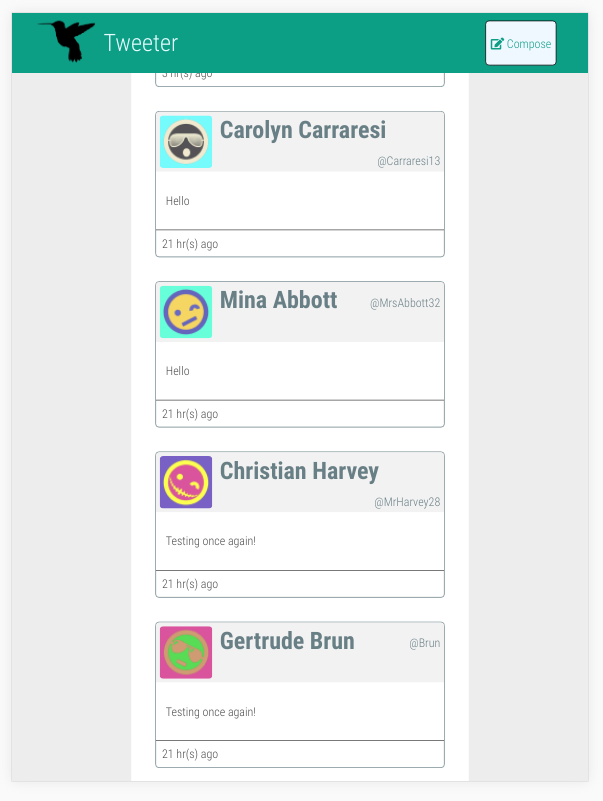 Tweeter
Compose
3 hr(s) ago
Carolyn Carraresi
@Carraresi13
Hello
21 hr(s) ago
Mina Abbott
@MrsAbbott32
Hello
21 hr(s) ago
Christian Harvey
@MrHarvey28
Testing once again!
21 hr(s) ago
Gertrude Brun
@Brun
Testing once again!
21 hr(s) ago